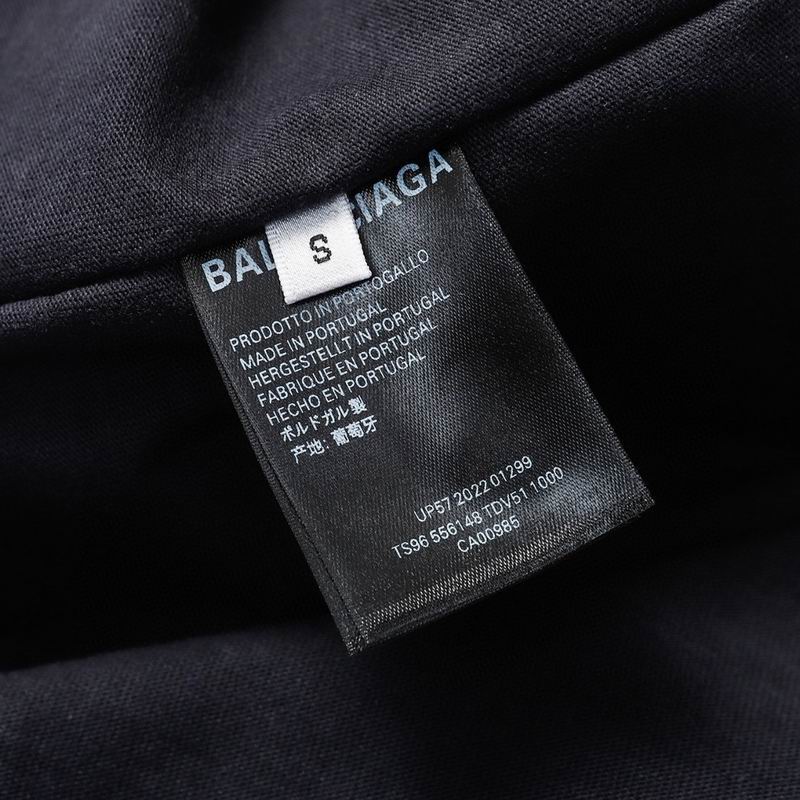 BAL CIAGA
S
PRODOTTO IN PORTOGALLO
MADE IN PORTUGAL
HERGESTELLT IN PORTUGAL
FABRIQUE EN PORTUGAL
HECHO EN PORTUGAL
ポルドガル製
产地: 葡萄牙
UP57 2022 01299
TS96 556148 TDV51 1000
CA00985